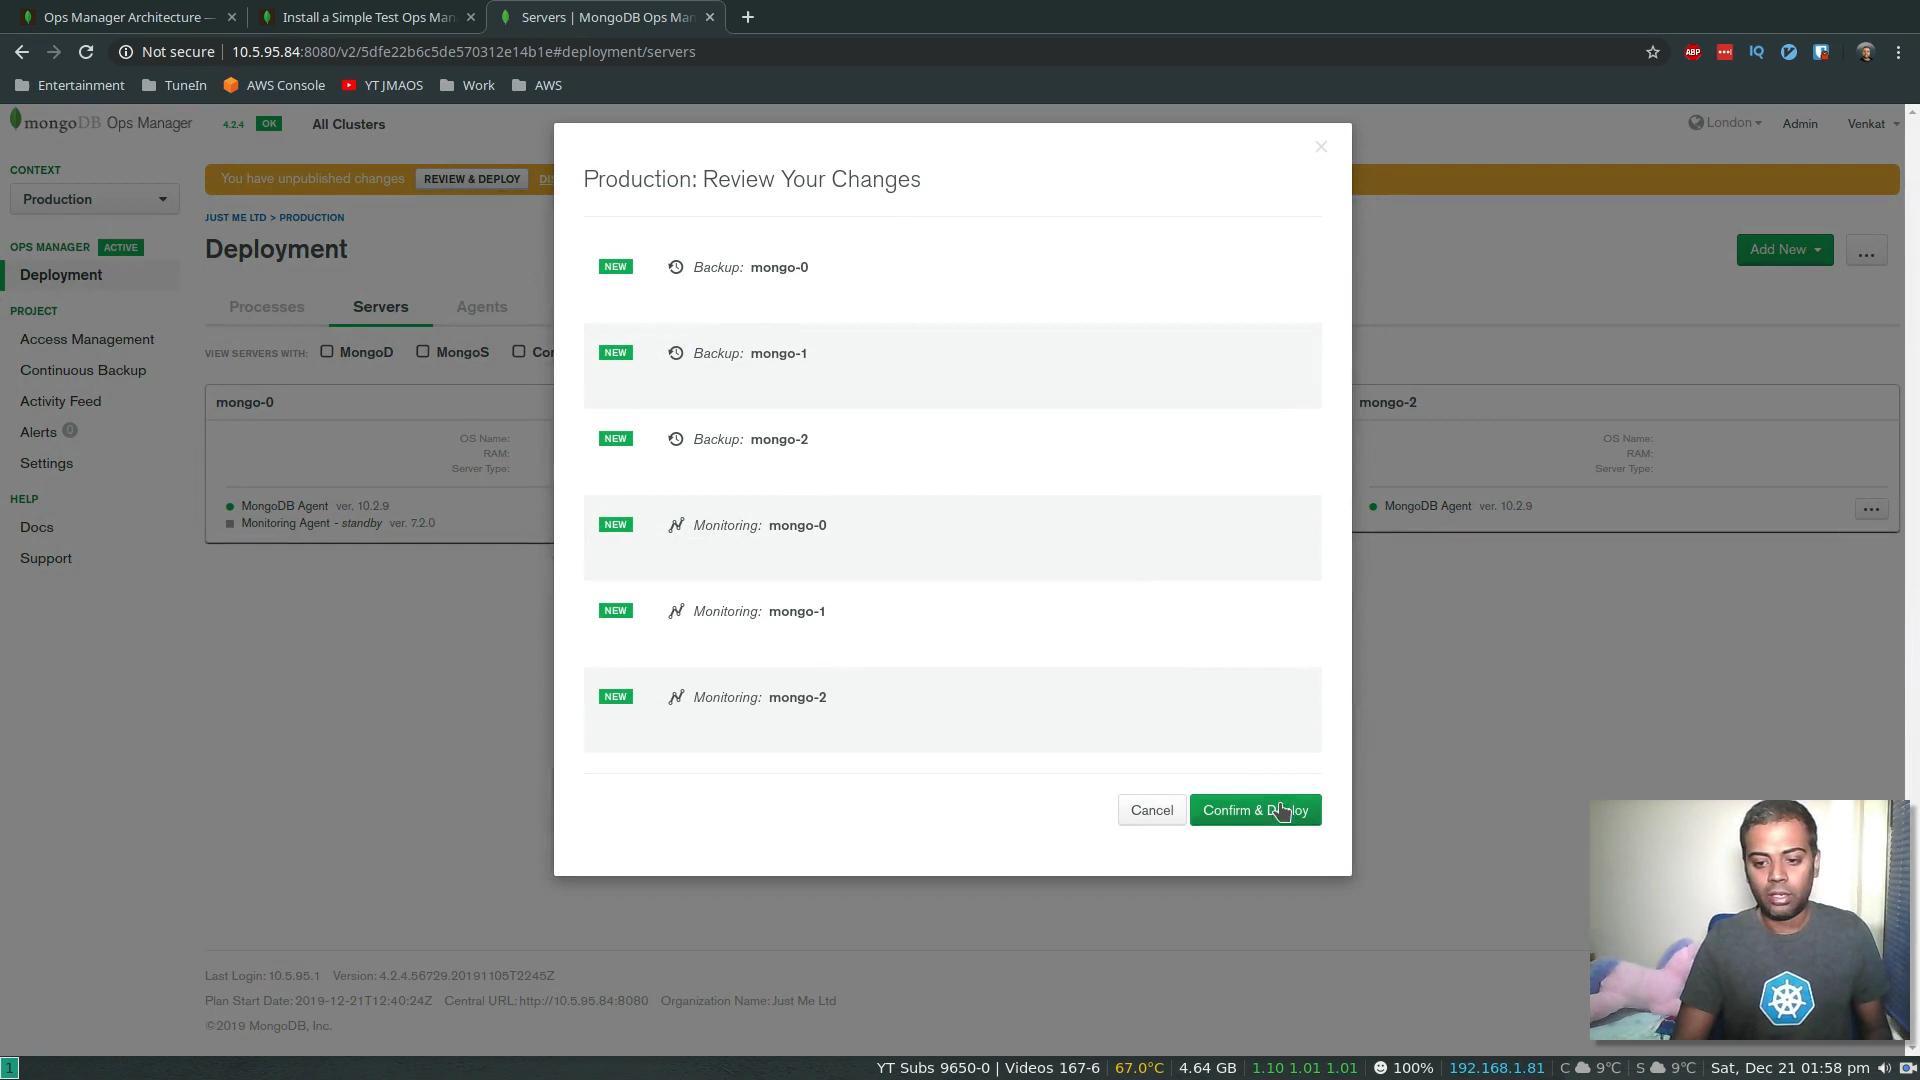 Ops Manager Architecture —
Install a Simple Test Ops Man
Servers | MongoDB Ops Man
Not secure
10.5.95.84:8080/v2/5dfe22b6c5de570312e14b1e#deployment/servers
ABP
IQ
Entertainment
TuneIn
AWS Console
YT JMAOS
Work
AWS
mongoDB Ops Manager
4.2.4
OK
All Clusters
London
Admin
Venkat
CONTEXT
Production
You have unpublished changes
REVIEW & DEPLOY
JUST ME LTD > PRODUCTION
OPS MANAGER ACTIVE
Deployment
PROJECT
Access Management
Continuous Backup
Activity Feed
Alerts 0
Settings
HELP
Docs
Support
Deployment
Add New
...
Processes
Servers
Agents
VIEW SERVERS WITH:
MongoD
MongoS
mongo-0
OS Name:
RAM:
Server Type:
MongoDB Agent ver. 10.2.9
Monitoring Agent - standby ver. 7.2.0
mongo-2
OS Name:
RAM:
Server Type:
MongoDB Agent ver. 10.2.9
...
Production: Review Your Changes
NEW Backup: mongo-0
NEW Backup: mongo-1
NEW Backup: mongo-2
NEW Monitoring: mongo-0
NEW Monitoring: mongo-1
NEW Monitoring: mongo-2
Cancel
Confirm & Deploy
Last Login: 10.5.95.1 Version: 4.2.4.56729.20191105T2245Z
Plan Start Date: 2019-12-21T12:40:24Z Central URL: http://10.5.95.84:8080 Organization Name: Just Me Ltd
©2019 MongoDB, Inc.
1
YT Subs 9650-0 | Videos 167-6 67.0°C 4.64 GB 1.10 1.01 1.01 100% 192.168.1.81 C 9°C S 9°C Sat, Dec 21 01:58 pm